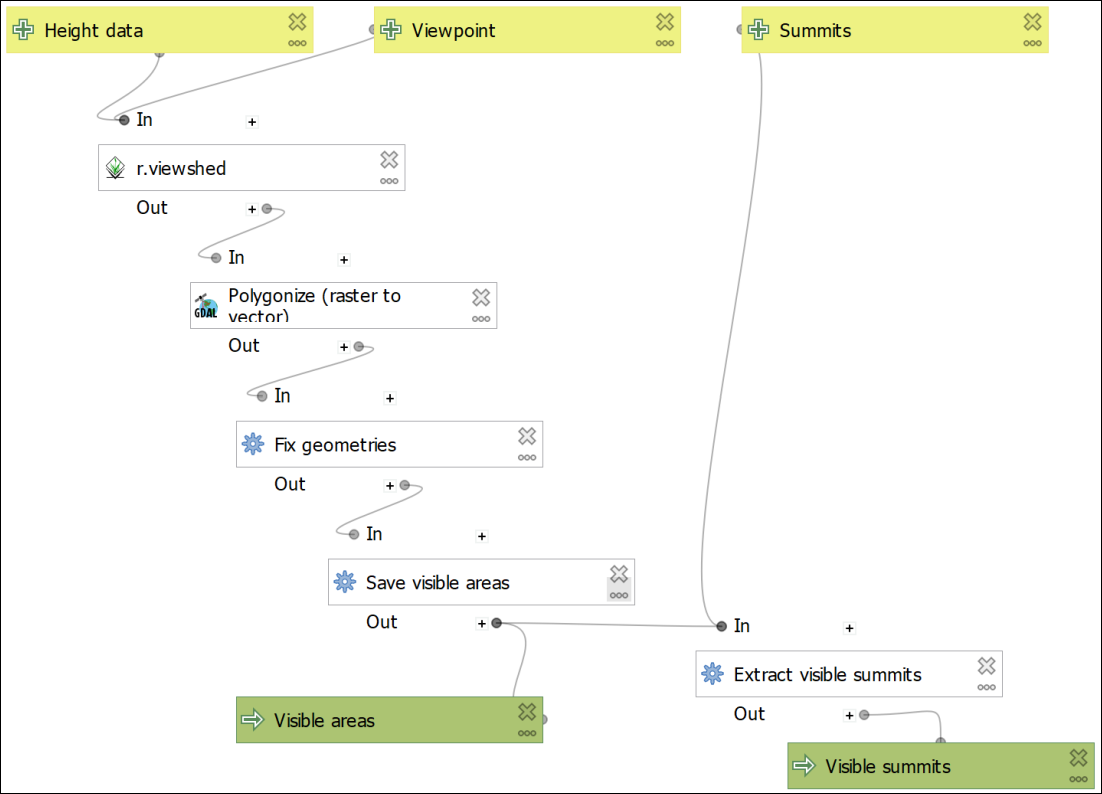 Height data
Viewpoint
Summits
In
r.viewshed
Out
In
GDAL
Polygonize (raster to
vector)
Out
In
Fix geometries
Out
In
Save visible areas
Out
In
Extract visible summits
Out
Visible areas
Visible summits